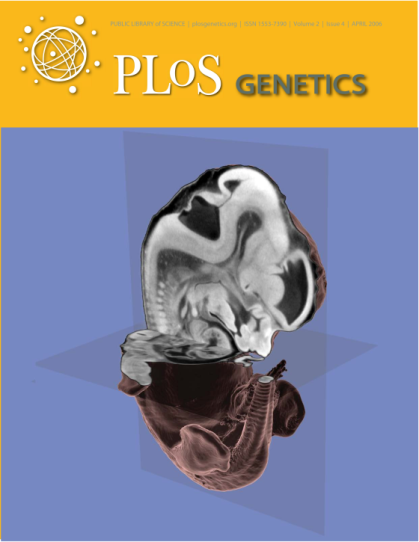 PUBLIC LIBRARY of SCIENCE | plosgenetics.org | ISSN 1553-7390 | Volume 2 | Issue 4 | APRIL 2006
PLoS GENETICS